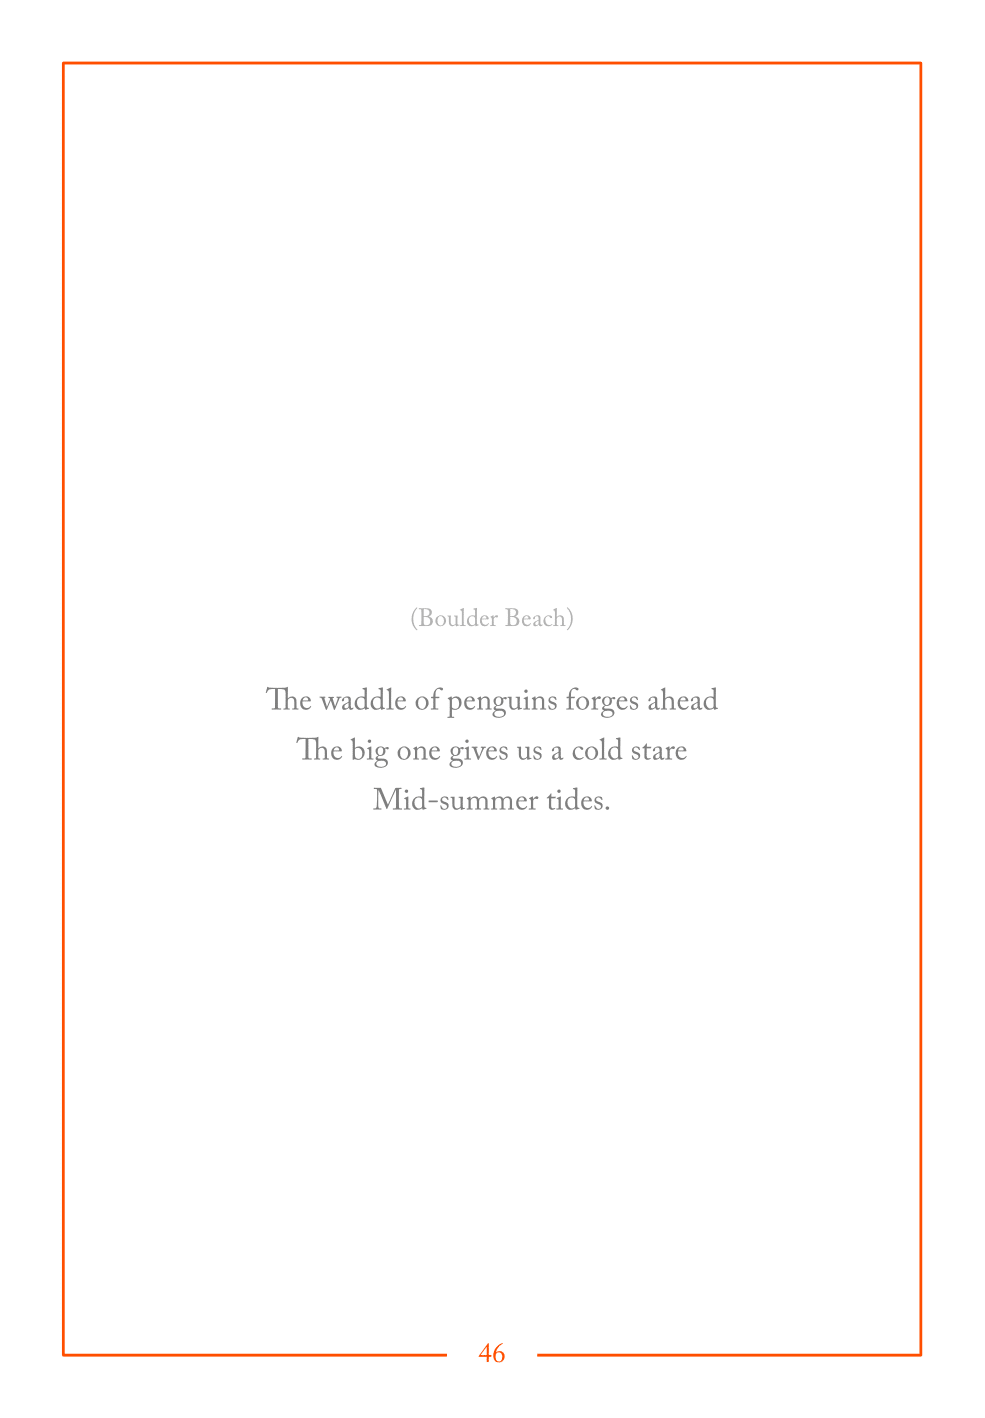 (Boulder Beach)
The waddle of penguins forges ahead
The big one gives us a cold stare
Mid-summer tides.
46